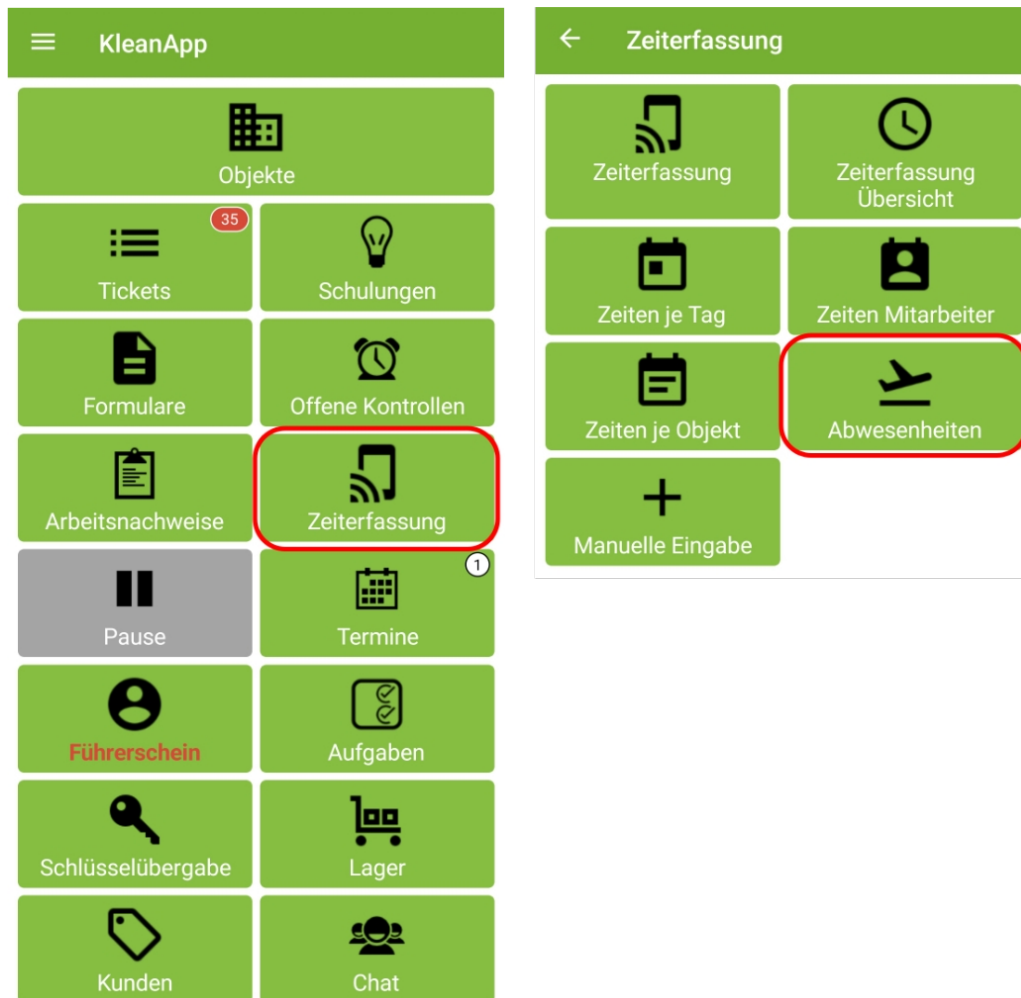 KleanApp
Objekte
35
Tickets
Schulungen
Formulare
Offene Kontrollen
Arbeitsnachweise
Zeiterfassung
Pause
1
Termine
Führerschein
Aufgaben
Schlüsselübergabe
Lager
Kunden
Chat
Zeiterfassung
Zeiterfassung
Zeiterfassung
Übersicht
Zeiten je Tag
Zeiten Mitarbeiter
Zeiten je Objekt
Abwesenheiten
Manuelle Eingabe